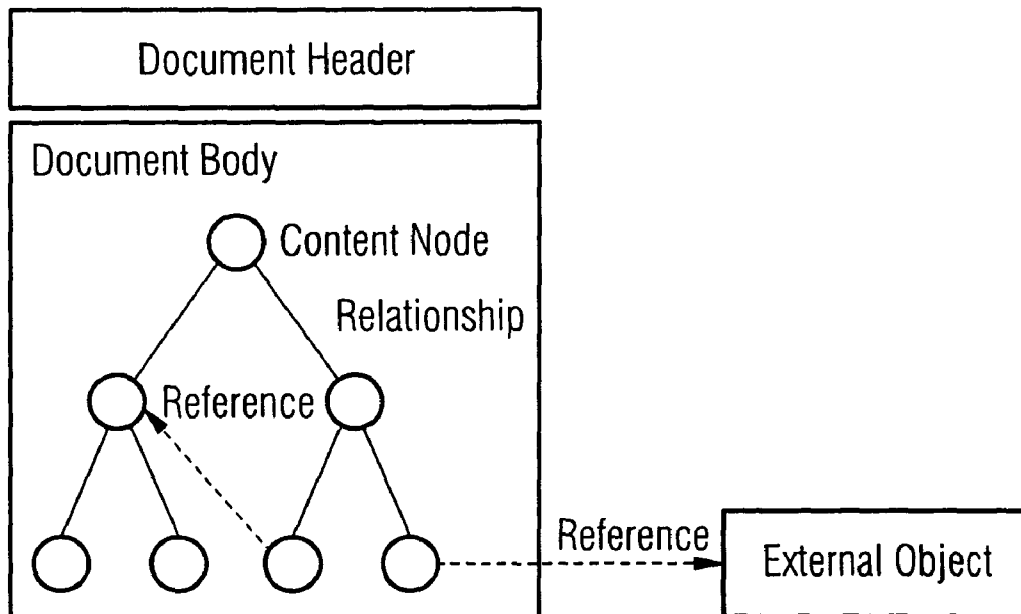 Document Header
Document Body
Content Node
Relationship
Reference
Reference
External Object